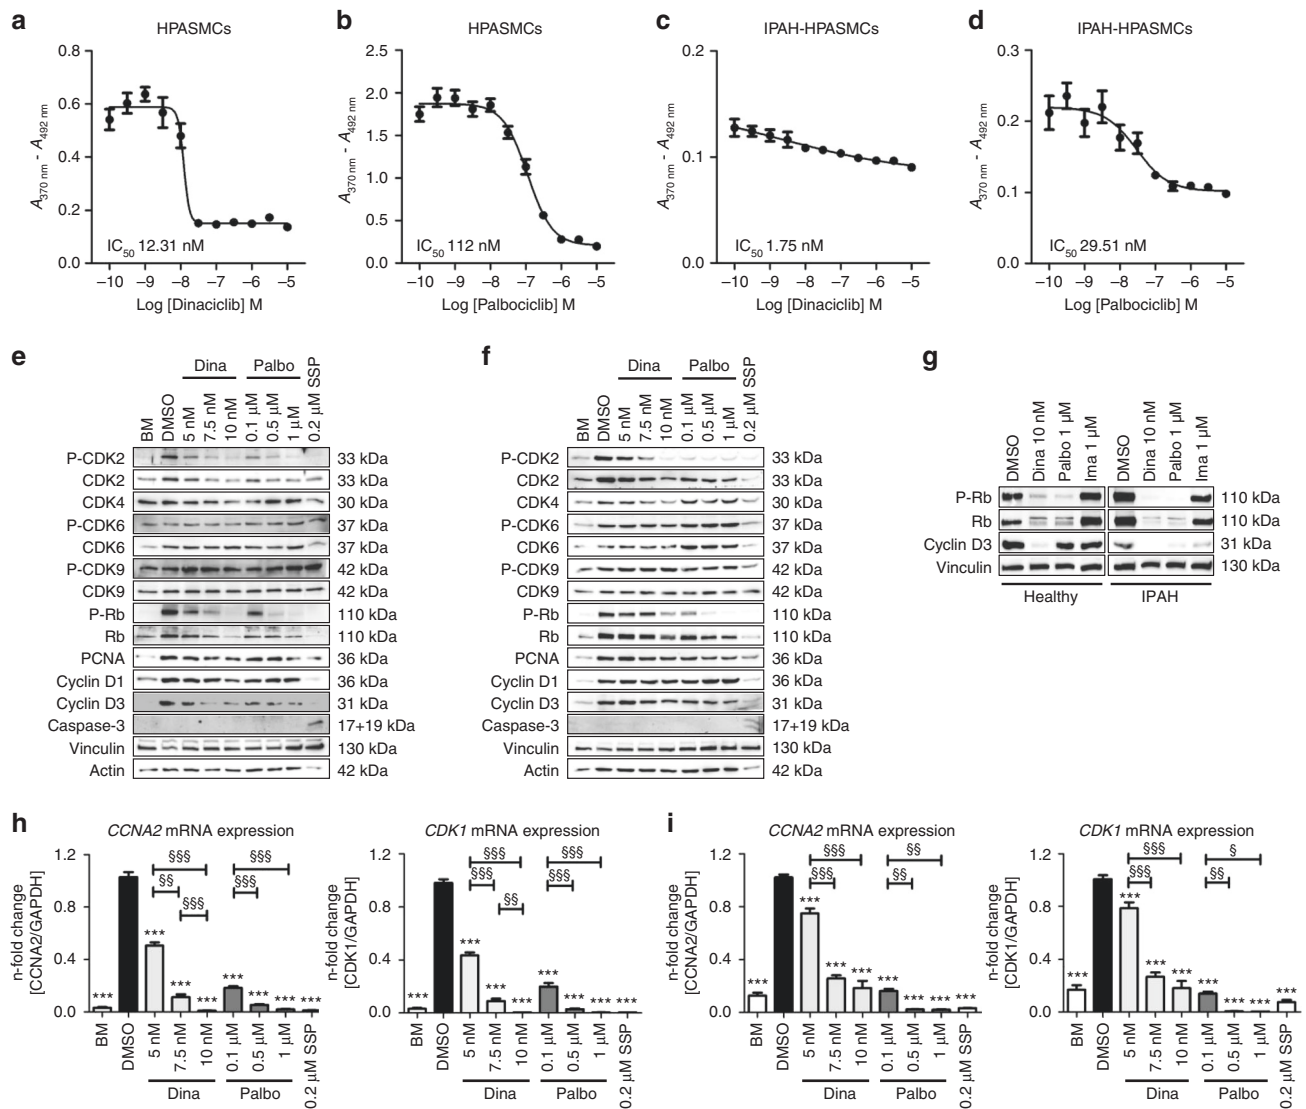 a
HPASMCs
0.8
0.6
0.4
0.2
0.0
A370 nm - A492 nm
IC50 12.31 nM
−10 −9 −8 −7 −6 −5
Log [Dinaciclib] M
b
HPASMCs
2.5
2.0
1.5
1.0
0.5
0.0
A370 nm - A492 nm
IC50 112 nM
−10 −9 −8 −7 −6 −5
Log [Palbociclib] M
c
IPAH-HPASMCs
0.2
0.1
0.0
A370 nm - A492 nm
IC50 1.75 nM
−10 −9 −8 −7 −6 −5
Log [Dinaciclib] M
d
IPAH-HPASMCs
0.3
0.2
0.1
0.0
A370 nm - A492 nm
IC50 29.51 nM
−10 −9 −8 −7 −6 −5
Log [Palbociclib] M
e
Dina Palbo
BM DMSO 5 nM 7.5 nM 10 nM 0.1 µM 0.5 µM 1 µM 0.2 µM SSP
P-CDK2 33 kDa
CDK2 33 kDa
CDK4 30 kDa
P-CDK6 37 kDa
CDK6 37 kDa
P-CDK9 42 kDa
CDK9 42 kDa
P-Rb 110 kDa
Rb 110 kDa
PCNA 36 kDa
Cyclin D1 36 kDa
Cyclin D3 31 kDa
Caspase-3 17+19 kDa
Vinculin 130 kDa
Actin 42 kDa
f
Dina Palbo
BM DMSO 5 nM 7.5 nM 10 nM 0.1 µM 0.5 µM 1 µM 0.2 µM SSP
P-CDK2 33 kDa
CDK2 33 kDa
CDK4 30 kDa
P-CDK6 37 kDa
CDK6 37 kDa
P-CDK9 42 kDa
CDK9 42 kDa
P-Rb 110 kDa
Rb 110 kDa
PCNA 36 kDa
Cyclin D1 36 kDa
Cyclin D3 31 kDa
Caspase-3 17+19 kDa
Vinculin 130 kDa
Actin 42 kDa
g
DMSO Dina 10 nM Palbo 1 µM Ima 1 µM DMSO Dina 10 nM Palbo 1 µM Ima 1 µM
P-Rb 110 kDa
Rb 110 kDa
Cyclin D3 31 kDa
Vinculin 130 kDa
Healthy IPAH
h
CCNA2 mRNA expression
1.2
0.8
0.4
0.0
n-fold change
[CCNA2/GAPDH]
§§§ §§§
§§ §§§
§§§
*** *** *** *** *** *** *** ***
BM DMSO 5 nM 7.5 nM 10 nM 0.1 µM 0.5 µM 1 µM 0.2 µM SSP
Dina Palbo
CDK1 mRNA expression
1.2
0.8
0.4
0.0
n-fold change
[CDK1/GAPDH]
§§§ §§§
§§§ §§§
§§
*** *** *** *** *** *** *** ***
BM DMSO 5 nM 7.5 nM 10 nM 0.1 µM 0.5 µM 1 µM 0.2 µM SSP
Dina Palbo
i
CCNA2 mRNA expression
1.2
0.8
0.4
0.0
n-fold change
[CCNA2/GAPDH]
§§§ §§
§§§ §§
*** *** *** *** *** *** *** ***
BM DMSO 5 nM 7.5 nM 10 nM 0.1 µM 0.5 µM 1 µM 0.2 µM SSP
Dina Palbo
CDK1 mRNA expression
1.2
0.8
0.4
0.0
n-fold change
[CDK1/GAPDH]
§§§ §
§§§ §§
*** *** *** *** *** *** *** ***
BM DMSO 5 nM 7.5 nM 10 nM 0.1 µM 0.5 µM 1 µM 0.2 µM SSP
Dina Palbo